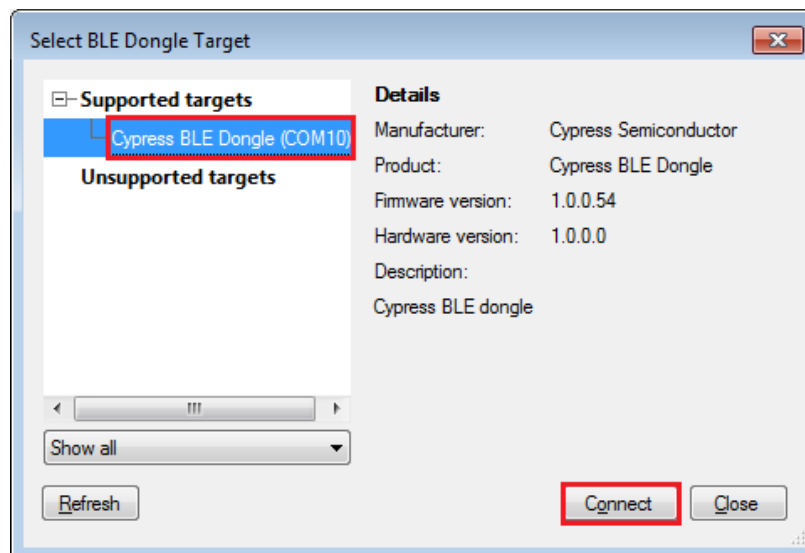 Select BLE Dongle Target
Supported targets
Cypress BLE Dongle (COM10)
Unsupported targets
Show all
Details
Manufacturer: Cypress Semiconductor
Product: Cypress BLE Dongle
Firmware version: 1.0.0.54
Hardware version: 1.0.0.0
Description:
Cypress BLE dongle
Refresh Connect Close